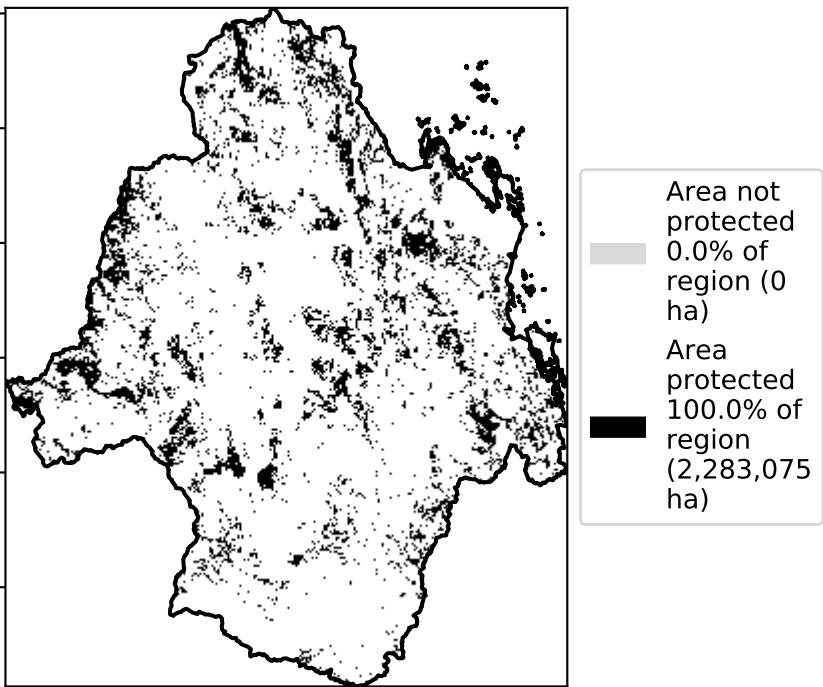 Area not
protected
0.0% of
region (0
ha)
Area
protected
100.0% of
region
(2,283,075
ha)